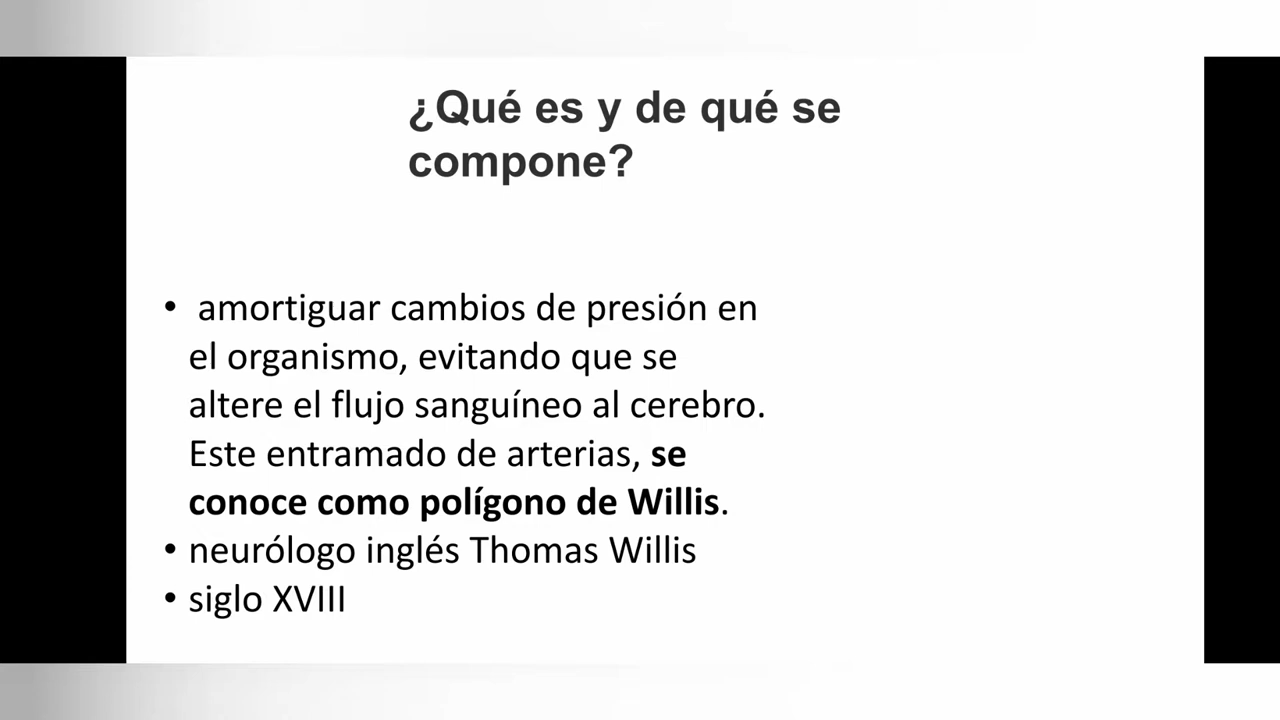 ¿Qué es y de qué se
compone?
• amortiguar cambios de presión en
el organismo, evitando que se
altere el flujo sanguíneo al cerebro.
Este entramado de arterias, se
conoce como polígono de Willis.
• neurólogo inglés Thomas Willis
• siglo XVIII